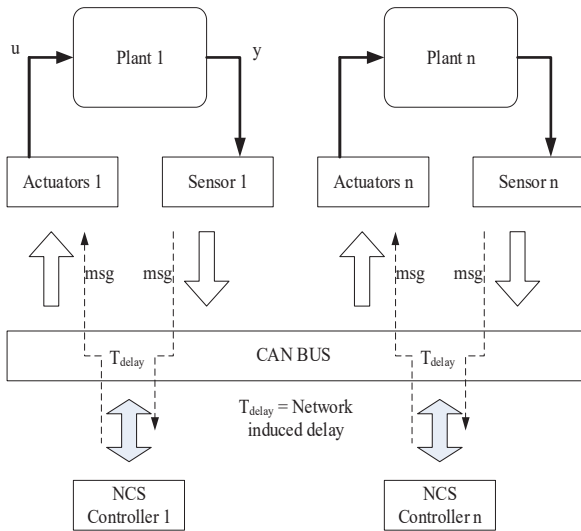 u
Plant 1
y
Plant n
Actuators 1
Sensor 1
Actuators n
Sensor n
msg
msg
msg
msg
T_delay
CAN BUS
T_delay
T_delay = Network
induced delay
NCS
Controller 1
NCS
Controller n